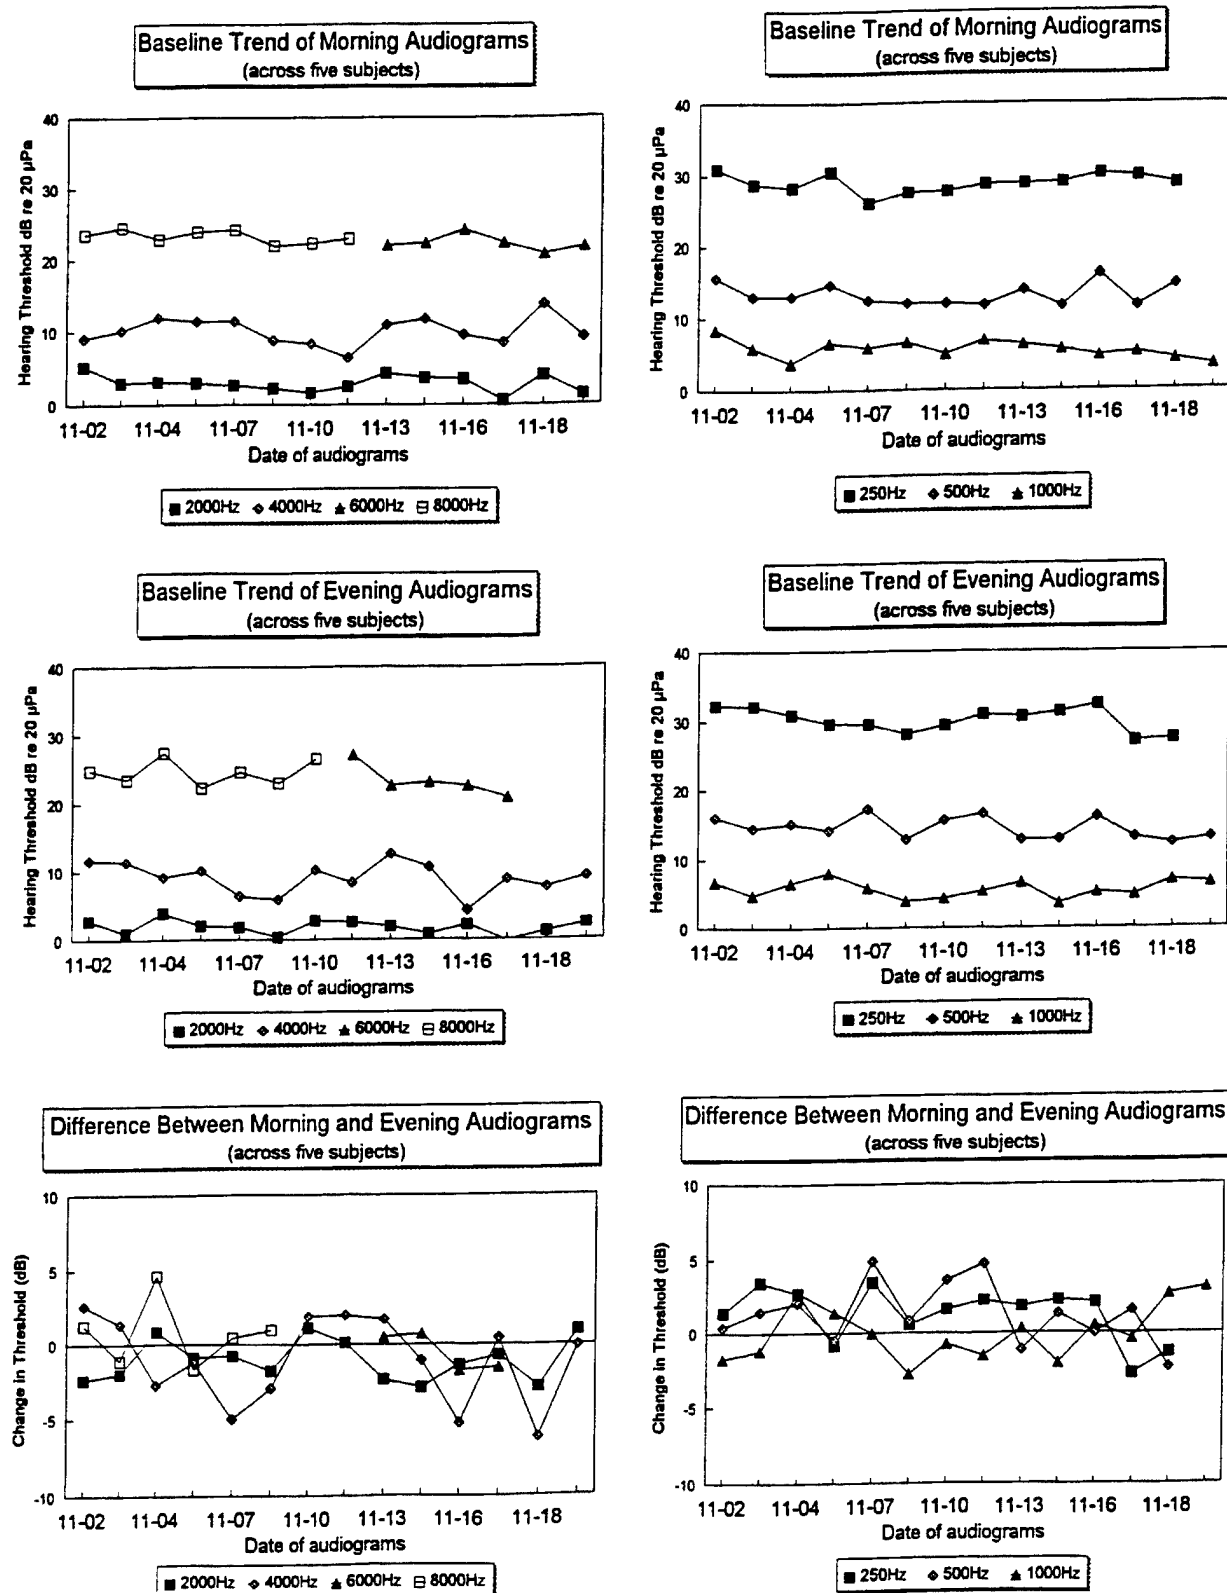 Baseline Trend of Morning Audiograms
(across five subjects)
Hearing Threshold dB re 20 µPa
40
30
20
10
0
11-02 11-04 11-07 11-10 11-13 11-16 11-18
Date of audiograms
2000Hz 4000Hz 6000Hz 8000Hz
Baseline Trend of Morning Audiograms
(across five subjects)
Hearing Threshold dB re 20 µPa
40
30
20
10
0
11-02 11-04 11-07 11-10 11-13 11-16 11-18
Date of audiograms
250Hz 500Hz 1000Hz
Baseline Trend of Evening Audiograms
(across five subjects)
Hearing Threshold dB re 20 µPa
40
30
20
10
0
11-02 11-04 11-07 11-10 11-13 11-16 11-18
Date of audiograms
2000Hz 4000Hz 6000Hz 8000Hz
Baseline Trend of Evening Audiograms
(across five subjects)
Hearing Threshold dB re 20 µPa
40
30
20
10
0
11-02 11-04 11-07 11-10 11-13 11-16 11-18
Date of audiograms
250Hz 500Hz 1000Hz
Difference Between Morning and Evening Audiograms
(across five subjects)
Change in Threshold (dB)
10
5
0
-5
-10
11-02 11-04 11-07 11-10 11-13 11-16 11-18
Date of audiograms
2000Hz 4000Hz 6000Hz 8000Hz
Difference Between Morning and Evening Audiograms
(across five subjects)
Change in Threshold (dB)
10
5
0
-5
-10
11-02 11-04 11-07 11-10 11-13 11-16 11-18
Date of audiograms
250Hz 500Hz 1000Hz